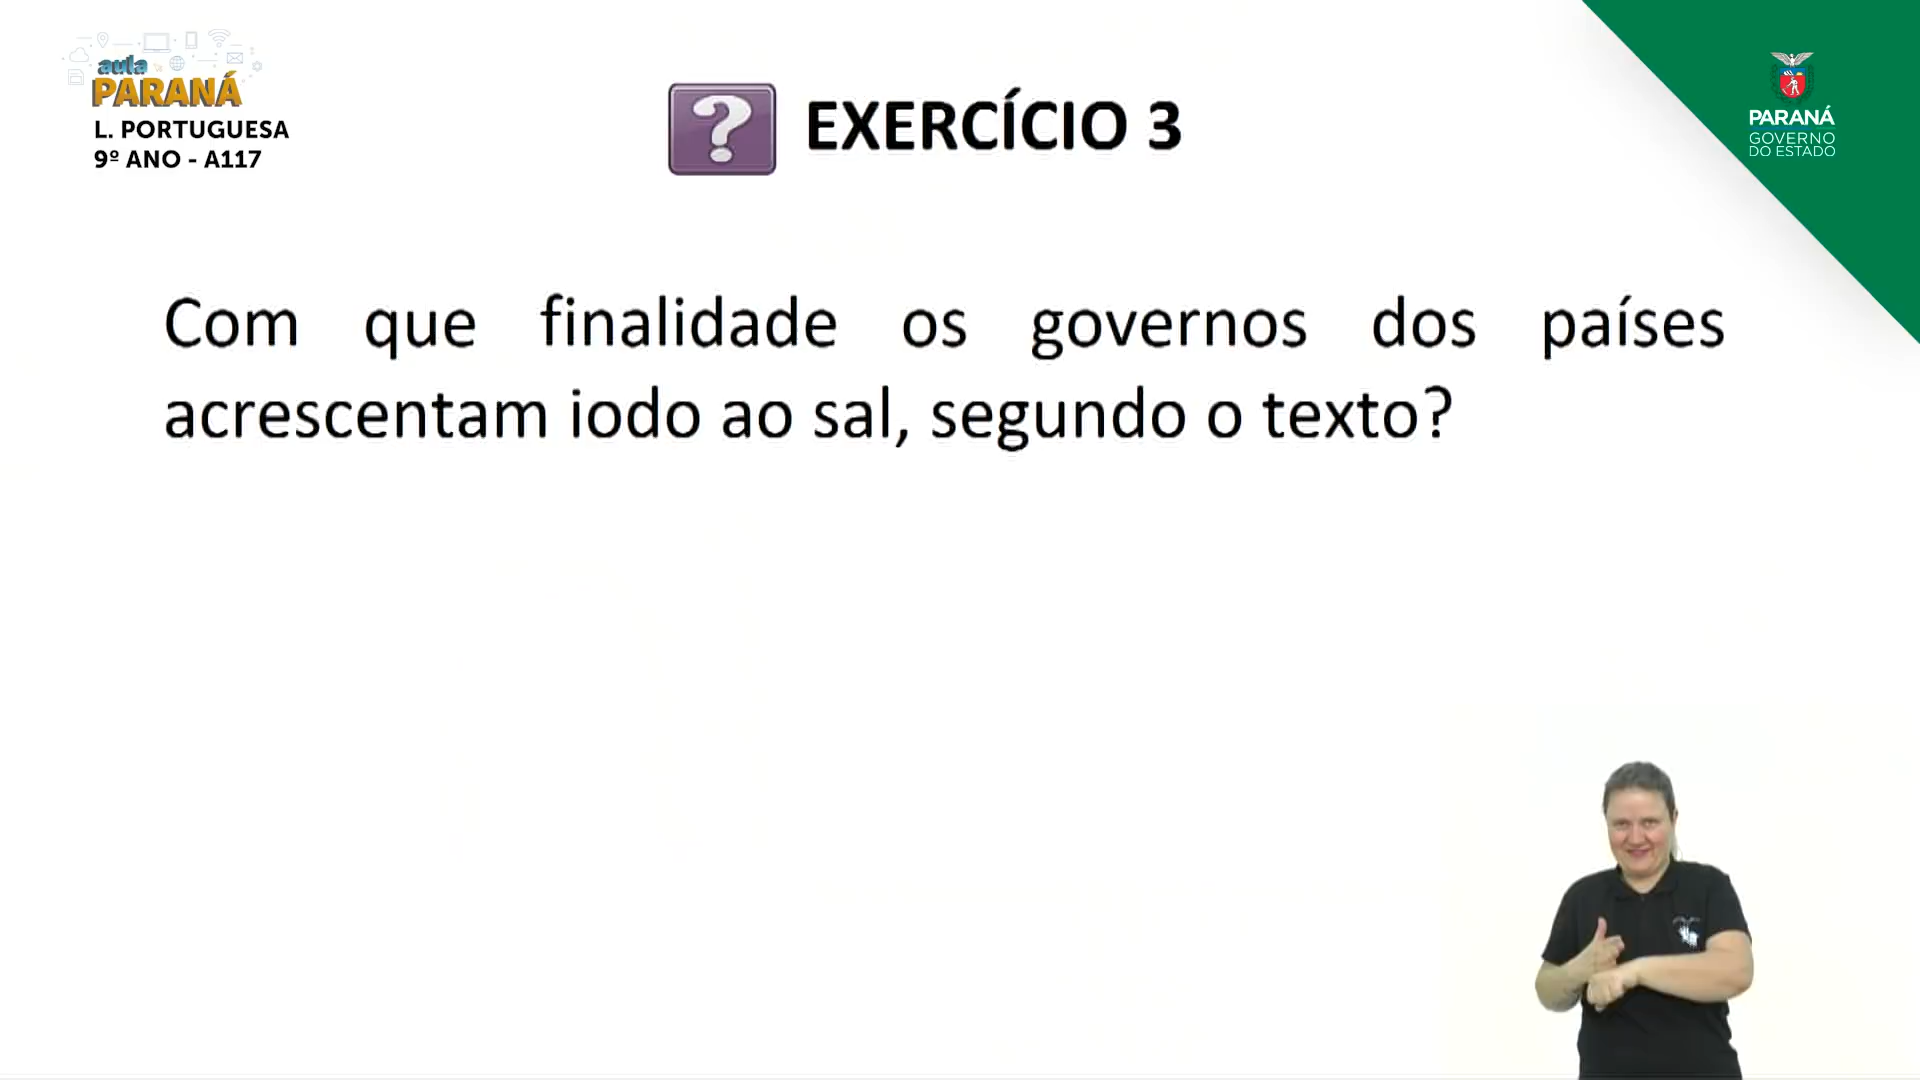 aula
PARANÁ
L. PORTUGUESA
9º ANO - A117
? EXERCÍCIO 3
PARANÁ
GOVERNO
DO ESTADO
Com que finalidade os governos dos países
acrescentam iodo ao sal, segundo o texto?